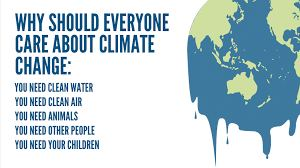 WHY SHOULD EVERYONE
CARE ABOUT CLIMATE
CHANGE:
YOU NEED CLEAN WATER
YOU NEED CLEAN AIR
YOU NEED ANIMALS
YOU NEED OTHER PEOPLE
YOU NEED YOUR CHILDREN